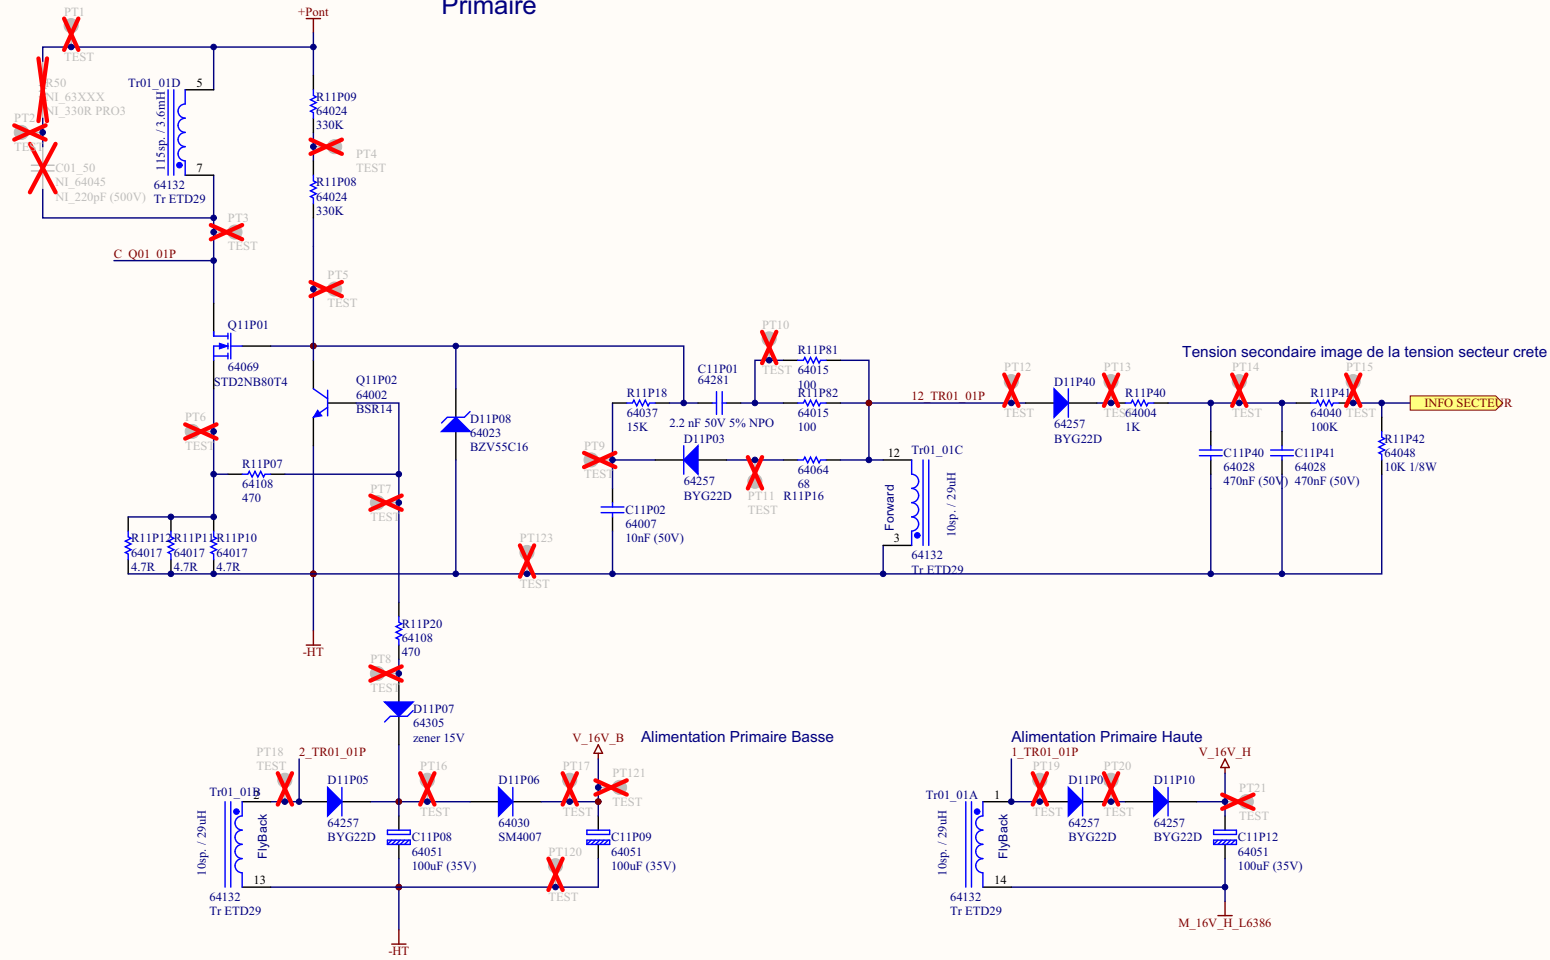 Primaire
+Pont
PT1
TEST
R50
NI_63XXX
NI_330R PRO3
PT2
TEST
C01_50
NI_64045
NI_220pF (500V)
Tr01_01D
5
115sp. / 3.6mH
7
64132
Tr ETD29
R11P09
64024
330K
PT4
TEST
R11P08
64024
330K
PT3
TEST
C_Q01_01P
PT5
TEST
Q11P01
64069
STD2NB80T4
Q11P02
64002
BSR14
PT6
TEST
R11P07
64108
470
PT7
TEST
D11P08
64023
BZV55C16
R11P12
64017
4.7R
R11P11
64017
4.7R
R11P10
64017
4.7R
-HT
PT123
TEST
R11P18
64037
15K
C11P01
64281
2.2 nF 50V 5% NPO
PT10
TEST
R11P81
64015
100
R11P82
64015
100
PT9
TEST
D11P03
64257
BYG22D
PT11
TEST
64064
68
R11P16
C11P02
64007
10nF (50V)
12_TR01_01P
Tr01_01C
12
Forward
10sp. / 29uH
3
64132
Tr ETD29
Tension secondaire image de la tension secteur crete
PT12
TEST
D11P40
64257
BYG22D
PT13
TEST
R11P40
64004
1K
PT14
TEST
R11P41
64040
100K
PT15
TEST
INFO SECTEUR
R11P42
64048
10K 1/8W
C11P40
64028
470nF (50V)
C11P41
64028
470nF (50V)
R11P20
64108
470
PT8
TEST
D11P07
64305
zener 15V
Alimentation Primaire Basse
PT18
TEST
2_TR01_01P
Tr01_01B
2
10sp. / 29uH
FlyBack
13
64132
Tr ETD29
D11P05
64257
BYG22D
PT16
TEST
C11P08
64051
100uF (35V)
D11P06
64030
SM4007
PT17
TEST
V_16V_B
PT121
TEST
C11P09
64051
100uF (35V)
PT120
TEST
-HT
Alimentation Primaire Haute
1_TR01_01P
PT19
TEST
Tr01_01A
1
10sp. / 29uH
FlyBack
14
64132
Tr ETD29
64257
BYG22D
PT20
TEST
D11P10
64257
BYG22D
V_16V_H
PT21
TEST
C11P12
64051
100uF (35V)
M_16V_H_L6386